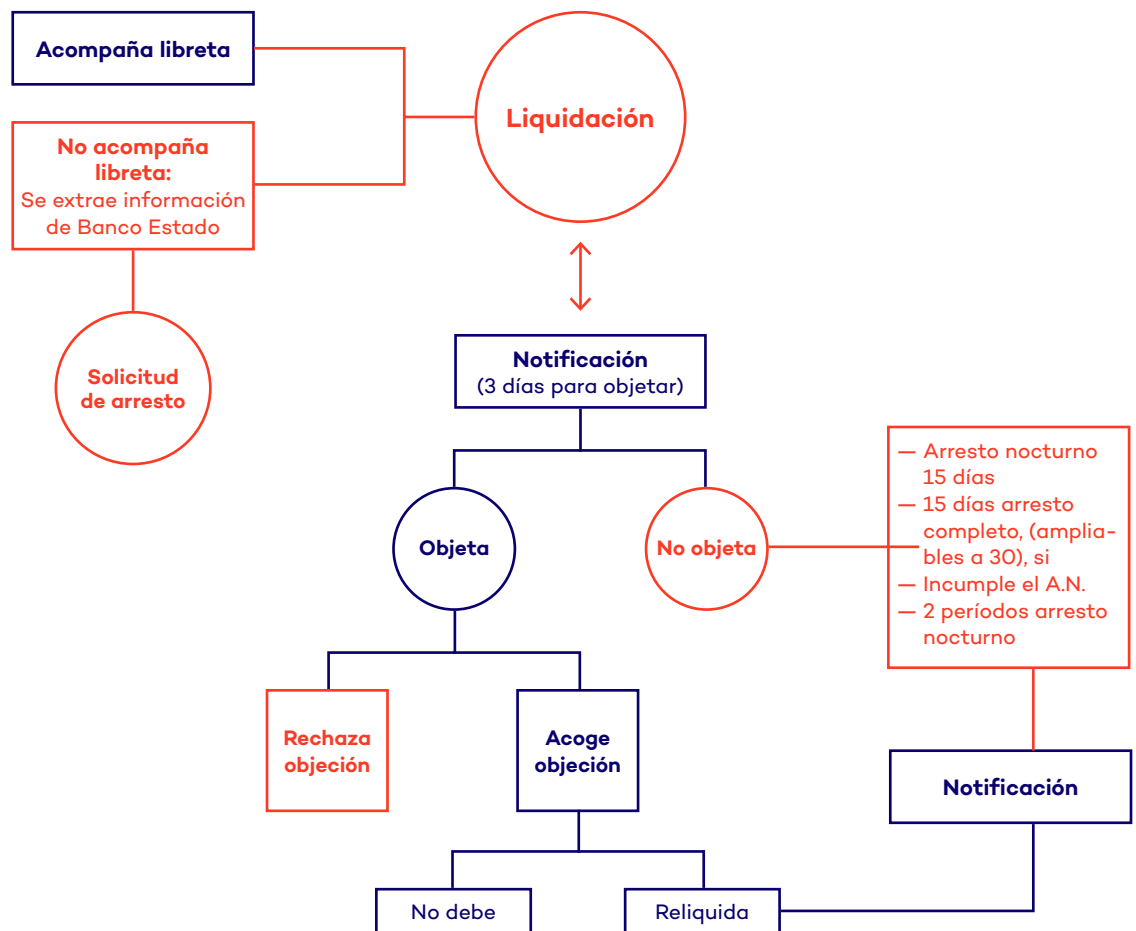 Acompaña libreta
Liquidación
No acompaña
libreta:
Se extrae información
de Banco Estado
Solicitud
de arresto
Notificación
(3 días para objetar)
Objeta
No objeta
— Arresto nocturno
15 días
— 15 días arresto
completo, (amplia-
bles a 30), si
— Incumple el A.N.
— 2 períodos arresto
nocturno
Rechaza
objeción
Acoge
objeción
Notificación
No debe
Reliquida